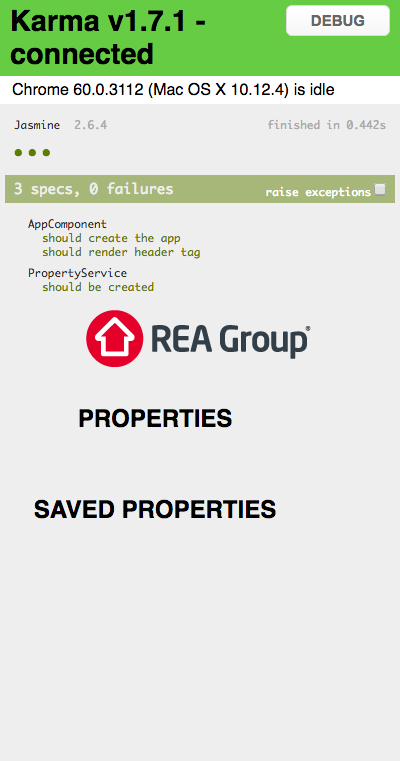 Karma v1.7.1 -
connected
DEBUG
Chrome 60.0.3112 (Mac OS X 10.12.4) is idle
Jasmine 2.6.4
finished in 0.442s
3 specs, 0 failures
raise exceptions
AppComponent
should create the app
should render header tag
PropertyService
should be created
REA Group®
PROPERTIES
SAVED PROPERTIES